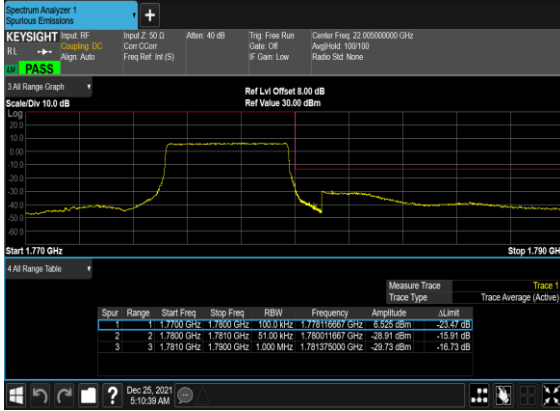 Spectrum Analyzer 1
Spurious Emissions
+
KEYSIGHT Input: RF Input Z: 50 Ω Atten: 40 dB Trig: Free Run Center Freq: 22.005000000 GHz
RL Coupling: DC Corr CCorr Gate: Off Avg|Hold: 100/100
Align: Auto Freq Ref: Int (S) IF Gain: Low Radio Std: None
PASS
3 All Range Graph
Ref Lvl Offset 8.00 dB
Scale/Div 10.0 dB Ref Value 30.00 dBm
Log
20.0
10.0
0.00
-10.0
-20.0
-30.0
-40.0
-50.0
-60.0
Start 1.770 GHz Stop 1.790 GH
4 All Range Table
Measure Trace Trace 1
Trace Type Trace Average (Active)
Spur Range Start Freq Stop Freq RBW Frequency Amplitude ΔLimit
1 1 1.7700 GHz 1.7800 GHz 100.0 kHz 1.778116667 GHz 6.525 dBm -23.47 dB
2 2 1.7800 GHz 1.7810 GHz 51.00 kHz 1.780011667 GHz -28.91 dBm -15.91 dB
3 3 1.7810 GHz 1.7900 GHz 1.000 MHz 1.781375000 GHz -29.73 dBm -16.73 dB
? Dec 25, 2021
5:10:39 AM